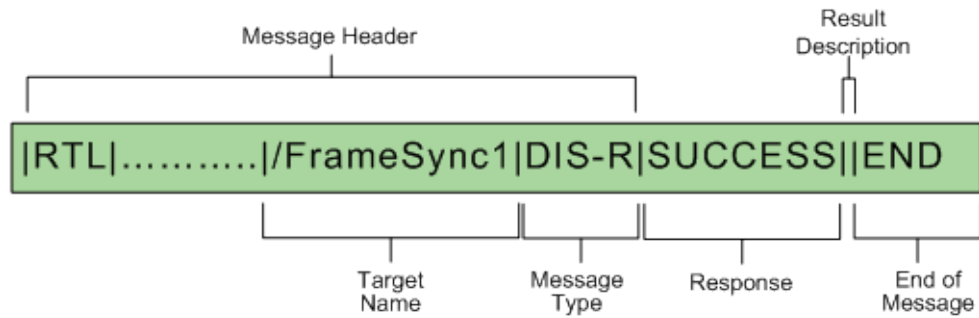 Result
Description
Message Header
|RTL|………..|/FrameSync1|DIS-R|SUCCESS||END
Target
Name
Message
Type
Response
End of
Message